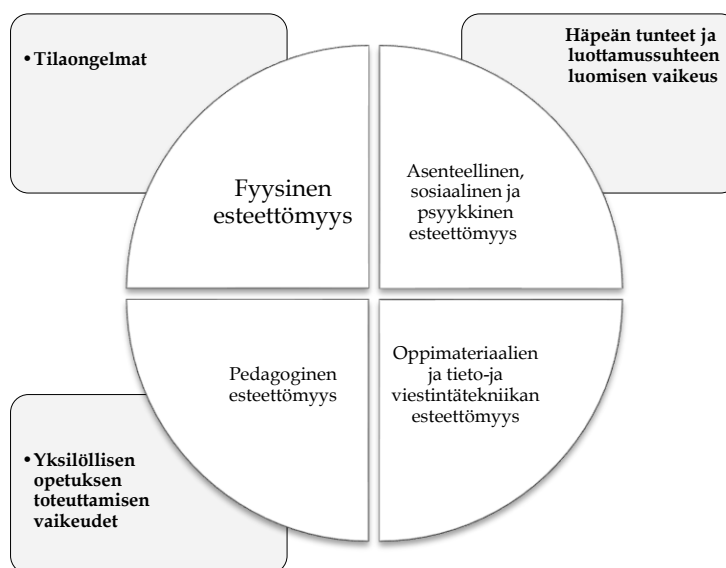 • Tilaongelmat
Häpeän tunteet ja
luottamussuhteen
luomisen vaikeus
Fyysinen
esteettömyys
Asenteellinen,
sosiaalinen ja
psyykkinen
esteettömyys
Pedagoginen
esteettömyys
Oppimateriaalien
ja tieto-ja
viestintätekniikan
esteettömyys
• Yksilöllisen
opetuksen
toteuttamisen
vaikeudet